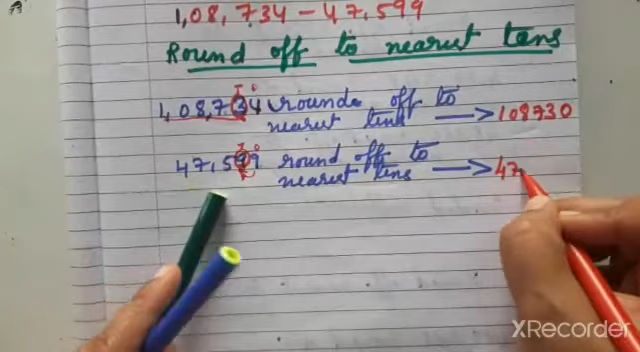 1,08,734 - 47,599
Round off to nearest tens
T O
1,08,734 round off to
nearest tens → 108730
T O
47,599 round off to
nearest tens → 47
XRecorder